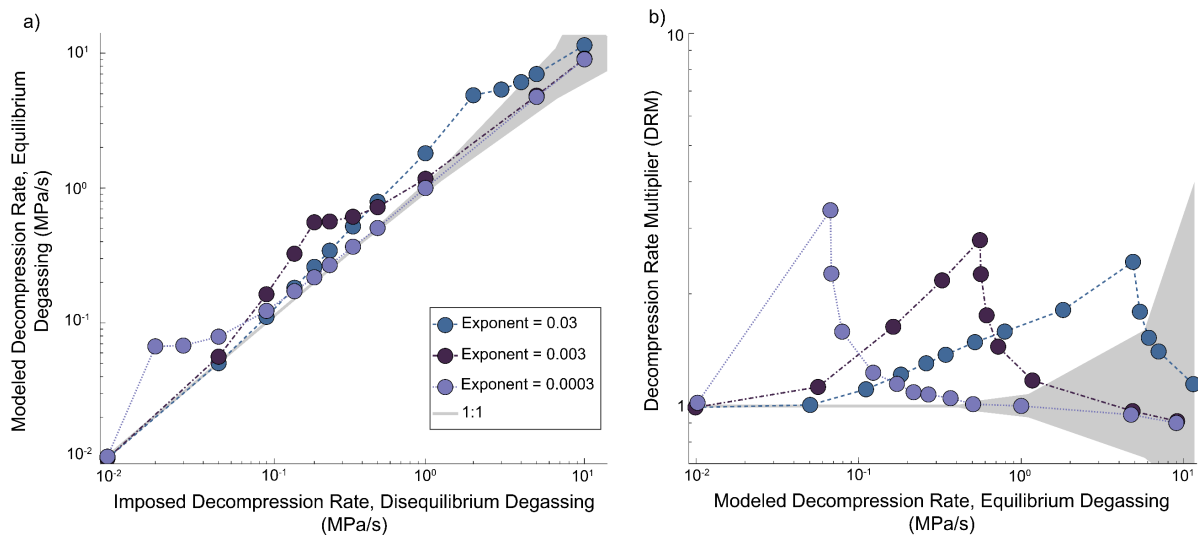 a)
Modeled Decompression Rate, Equilibrium
Degassing (MPa/s)
10¹
10⁰
10⁻¹
10⁻²
10⁻²
10⁻¹
10⁰
10¹
Imposed Decompression Rate, Disequilibrium Degassing
(MPa/s)
Exponent = 0.03
Exponent = 0.003
Exponent = 0.0003
1:1
b)
Decompression Rate Multiplier (DRM)
10
1
10⁻²
10⁻¹
10⁰
10¹
Modeled Decompression Rate, Equilibrium Degassing
(MPa/s)